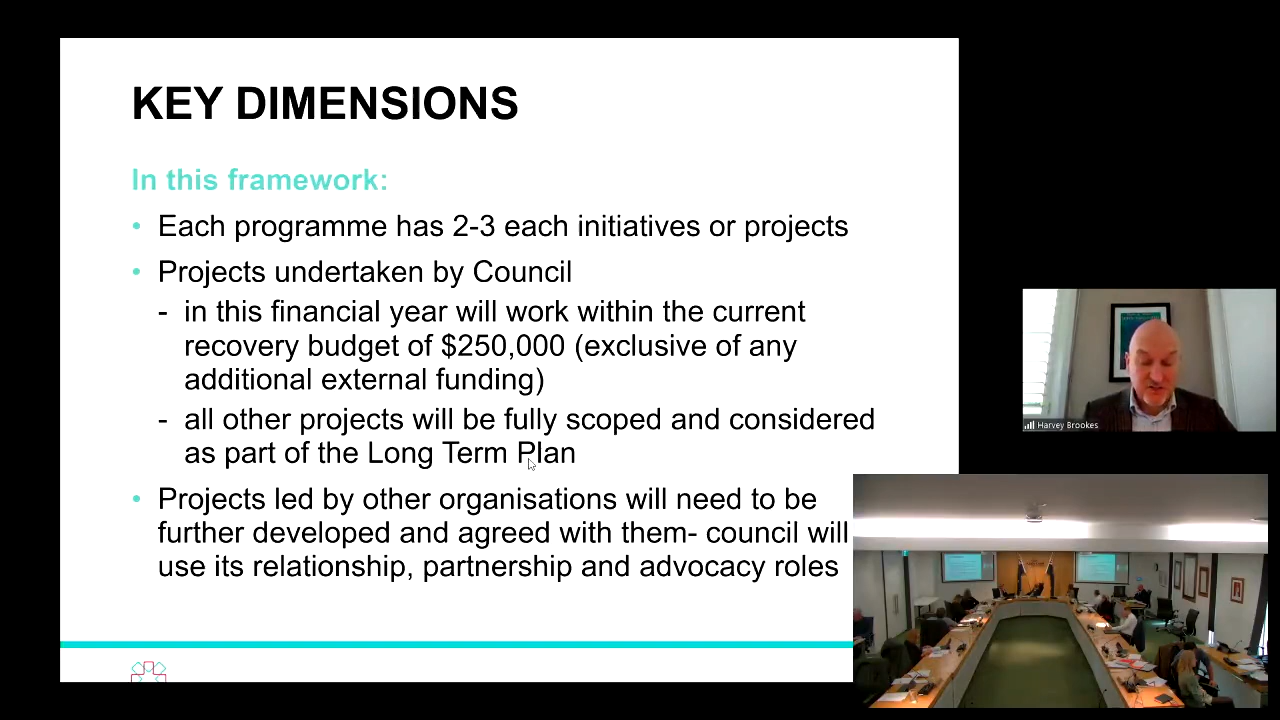 KEY DIMENSIONS
In this framework:
• Each programme has 2-3 each initiatives or projects
• Projects undertaken by Council
- in this financial year will work within the current
recovery budget of $250,000 (exclusive of any
additional external funding)
- all other projects will be fully scoped and considered
as part of the Long Term Plan
• Projects led by other organisations will need to be
further developed and agreed with them- council will
use its relationship, partnership and advocacy roles
Harvey Brookes